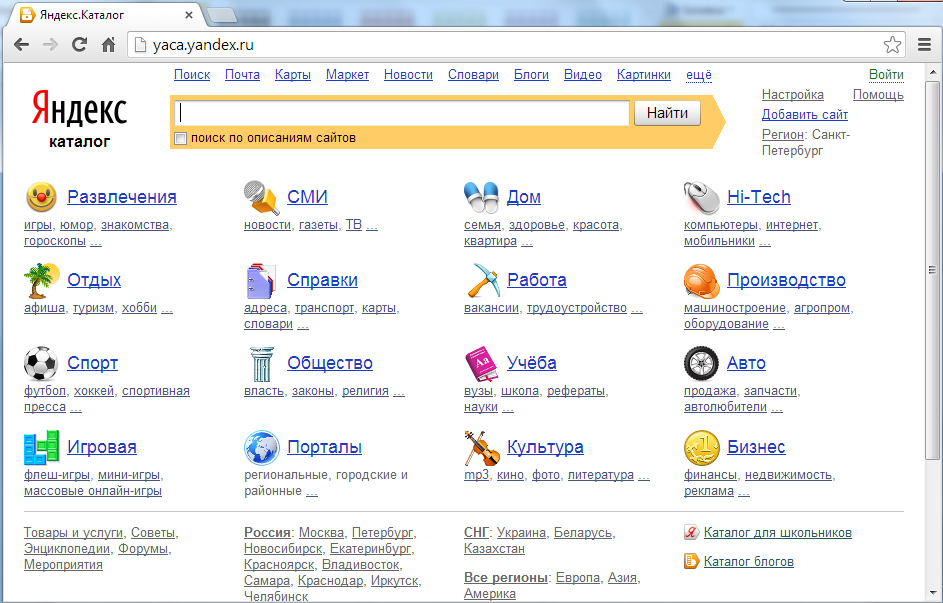 Яндекс.Каталог
yaca.yandex.ru
Поиск Почта Карты Маркет Новости Словари Блоги Видео Картинки ещё
Войти
Яндекс
каталог
Найти
поиск по описаниям сайтов
Настройка Помощь
Добавить сайт
Регион: Санкт-
Петербург
Развлечения
игры, юмор, знакомства,
гороскопы ...
СМИ
новости, газеты, ТВ ...
Дом
семья, здоровье, красота,
квартира ...
Hi-Tech
компьютеры, интернет,
мобильники ...
Отдых
афиша, туризм, хобби ...
Справки
адреса, транспорт, карты,
словари ...
Работа
вакансии, трудоустройство ...
Производство
машиностроение, агропром,
оборудование ...
Спорт
футбол, хоккей, спортивная
пресса ...
Общество
власть, законы, религия ...
Aa
Учёба
вузы, школа, рефераты,
науки ...
Авто
продажа, запчасти,
автолюбители ...
Игровая
флеш-игры, мини-игры,
массовые онлайн-игры
Порталы
региональные, городские и
районные ...
Культура
mp3, кино, фото, литература ...
1
Бизнес
финансы, недвижимость,
реклама ...
Товары и услуги, Советы,
Энциклопедии, Форумы,
Мероприятия
Россия: Москва, Петербург,
Новосибирск, Екатеринбург,
Красноярск, Владивосток,
Самара, Краснодар, Иркутск,
Челябинск
СНГ: Украина, Беларусь,
Казахстан
Все регионы: Европа, Азия,
Америка
Я Каталог для школьников
Каталог блогов